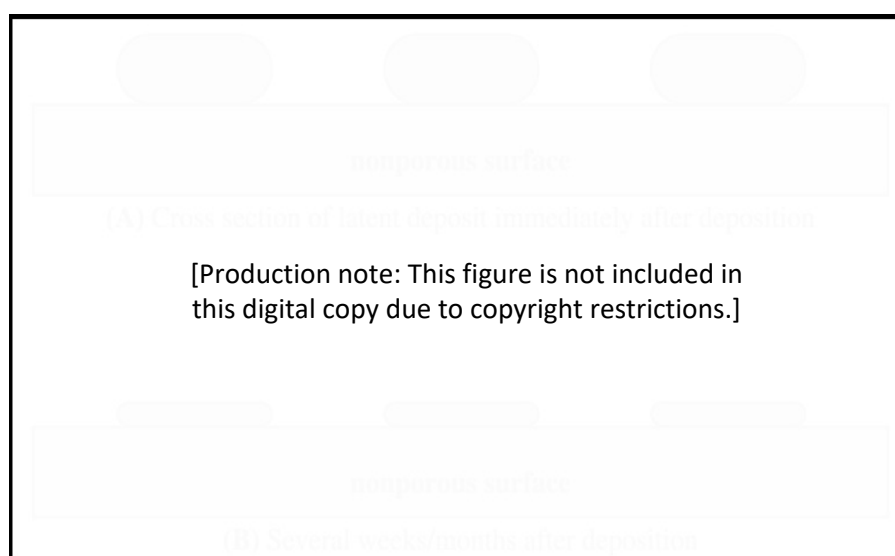 nonporous surface
(A) Cross section of latent deposit immediately after deposition
[Production note: This figure is not included in
this digital copy due to copyright restrictions.]
nonporous surface
(B) Several weeks/months after deposition